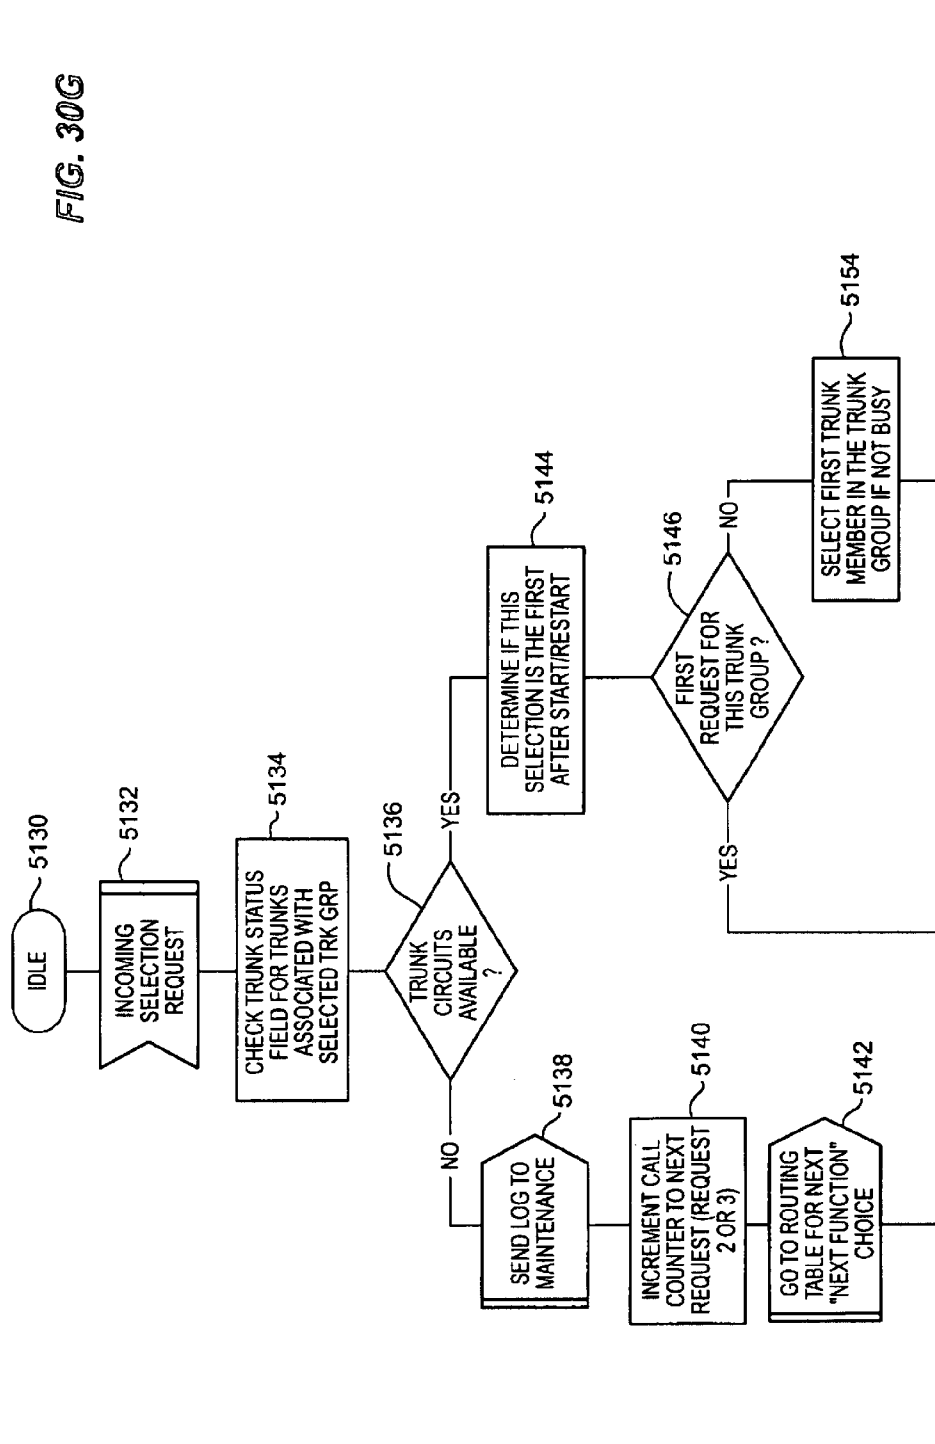 FIG. 30G
IDLE
5130
INCOMING
SELECTION
REQUEST
5132
CHECK TRUNK STATUS
FIELD FOR TRUNKS
ASSOCIATED WITH
SELECTED TRK GRP
5134
TRUNK
CIRCUITS
AVAILABLE
?
5136
NO
YES
SEND LOG TO
MAINTENANCE
5138
INCREMENT CALL
COUNTER TO NEXT
REQUEST (REQUEST
2 OR 3)
5140
GO TO ROUTING
TABLE FOR NEXT
"NEXT FUNCTION"
CHOICE
5142
DETERMINE IF THIS
SELECTION IS THE FIRST
AFTER START/RESTART
5144
FIRST
REQUEST FOR
THIS TRUNK
GROUP?
5146
YES
NO
SELECT FIRST TRUNK
MEMBER IN THE TRUNK
GROUP IF NOT BUSY
5154